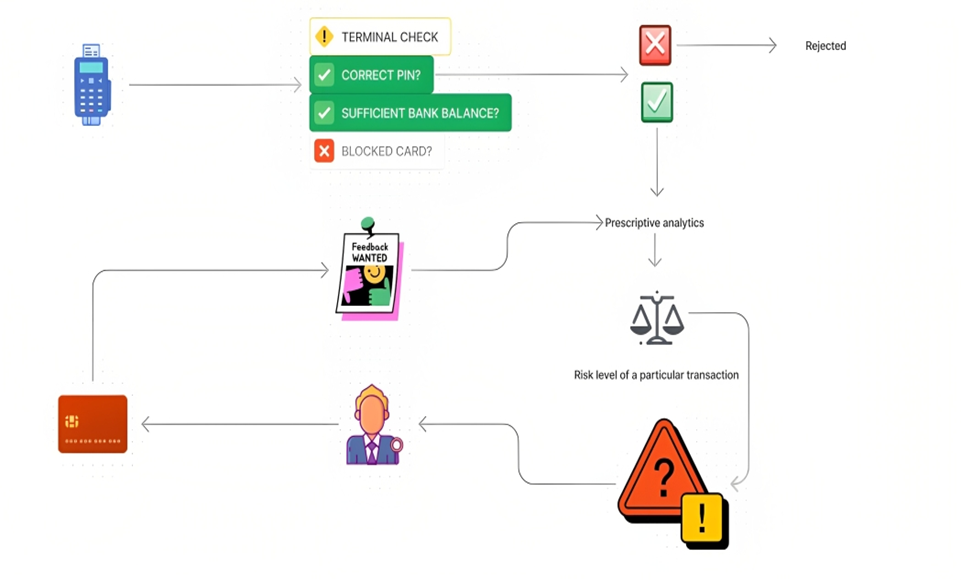 TERMINAL CHECK
CORRECT PIN?
SUFFICIENT BANK BALANCE?
BLOCKED CARD?
Rejected
Prescriptive analytics
Feedback
WANTED
Risk level of a particular transaction
?
!